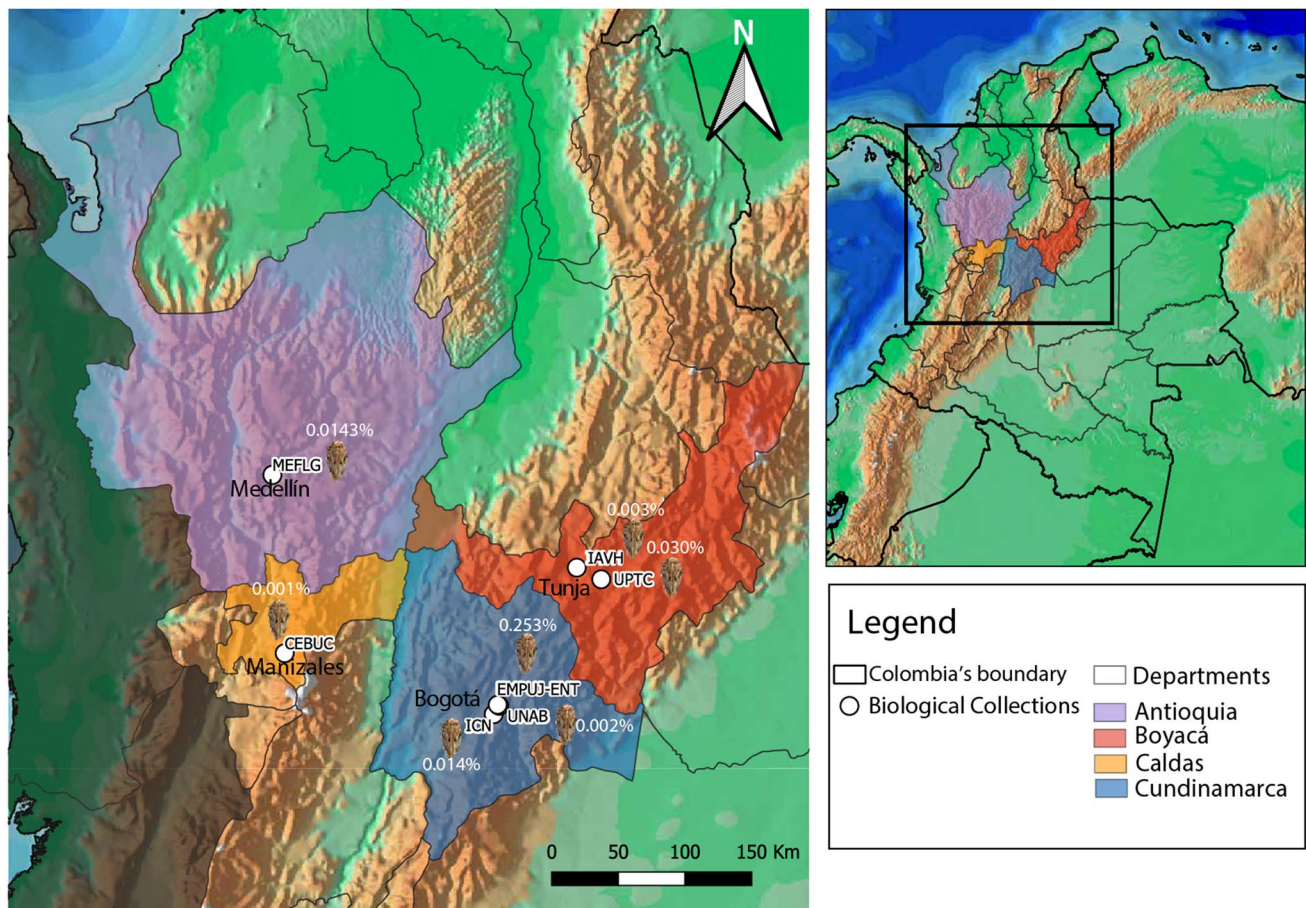 N
0.0143%
MEFLG
Medellín
0.003%
IAVH
0.030%
Tunja
UPTC
0.001%
CEBUC
Manizales
0.253%
Bogotá
EMPUJ-ENT
ICN
UNAB
0.002%
0.014%
0 50 100 150 Km
Legend
Colombia's boundary
Biological Collections
Departments
Antioquia
Boyacá
Caldas
Cundinamarca